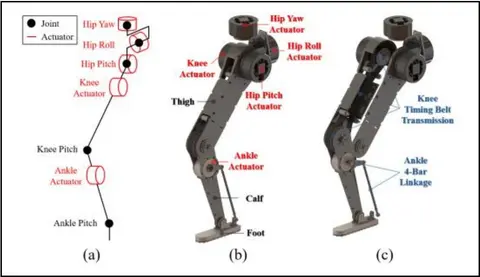 Joint
Actuator
Hip Yaw
Hip Roll
Hip Pitch
Knee
Actuator
Knee Pitch
Ankle
Actuator
Ankle Pitch
(a)
Hip Yaw
Actuator
Knee
Actuator
Hip Roll
Actuator
Hip Pitch
Actuator
Thigh
Ankle
Actuator
Calf
Foot
(b)
Knee
Timing Belt
Transmission
Ankle
4-Bar
Linkage
(c)